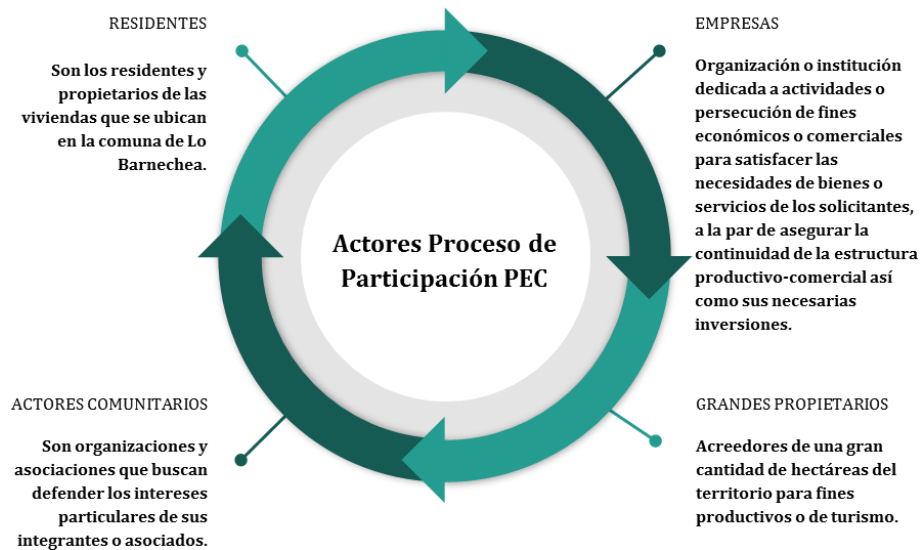 RESIDENTES
Son los residentes y
propietarios de las
viviendas que se ubican
en la comuna de Lo
Barnechea.
EMPRESAS
Organización o institución
dedicada a actividades o
persecución de fines
económicos o comerciales
para satisfacer las
necesidades de bienes o
servicios de los solicitantes,
a la par de asegurar la
continuidad de la estructura
productivo-comercial así
como sus necesarias
inversiones.
Actores Proceso de
Participación PEC
ACTORES COMUNITARIOS
Son organizaciones y
asociaciones que buscan
defender los intereses
particulares de sus
integrantes o asociados.
GRANDES PROPIETARIOS
Acreedores de una gran
cantidad de hectáreas del
territorio para fines
productivos o de turismo.